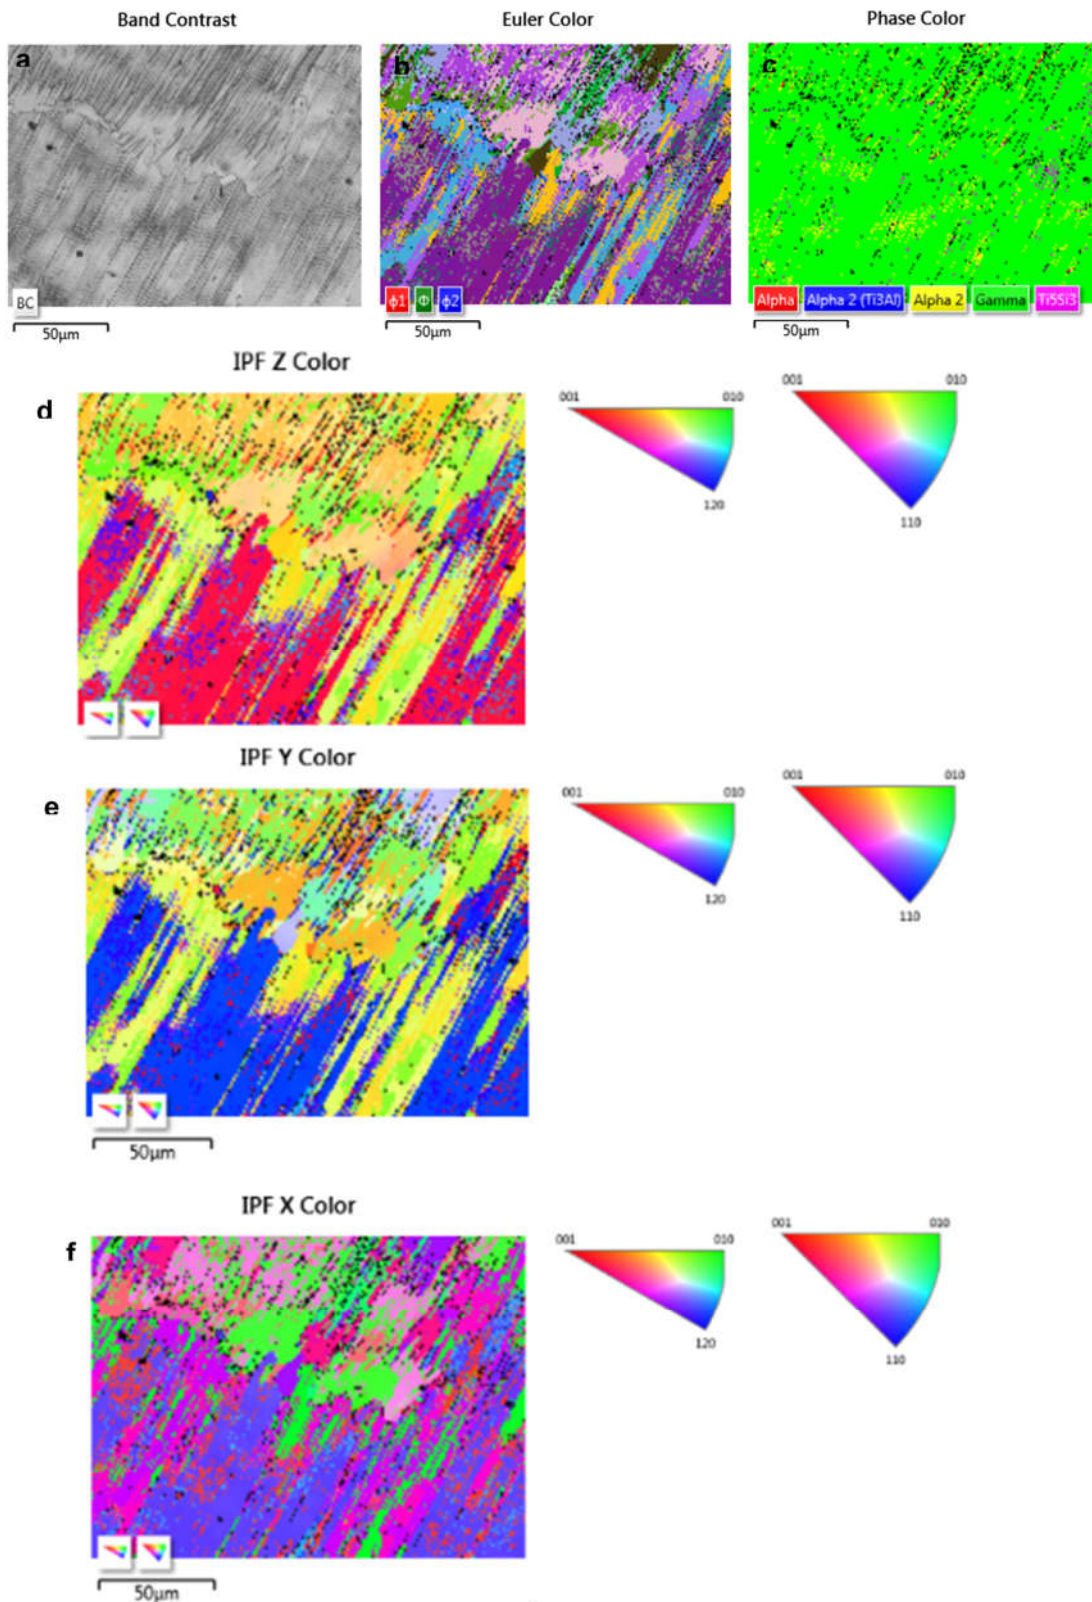 Band Contrast
Euler Color
Phase Color
a
b
c
BC
ϕ1 Φ ϕ2
Alpha Alpha 2 (Ti3Al) Alpha 2 Gamma Ti5Si3
50μm
50μm
50μm
IPF Z Color
d
001 010
120
001 010
110
IPF Y Color
e
001 010
120
001 010
110
50μm
IPF X Color
f
001 010
120
001 010
110
50μm